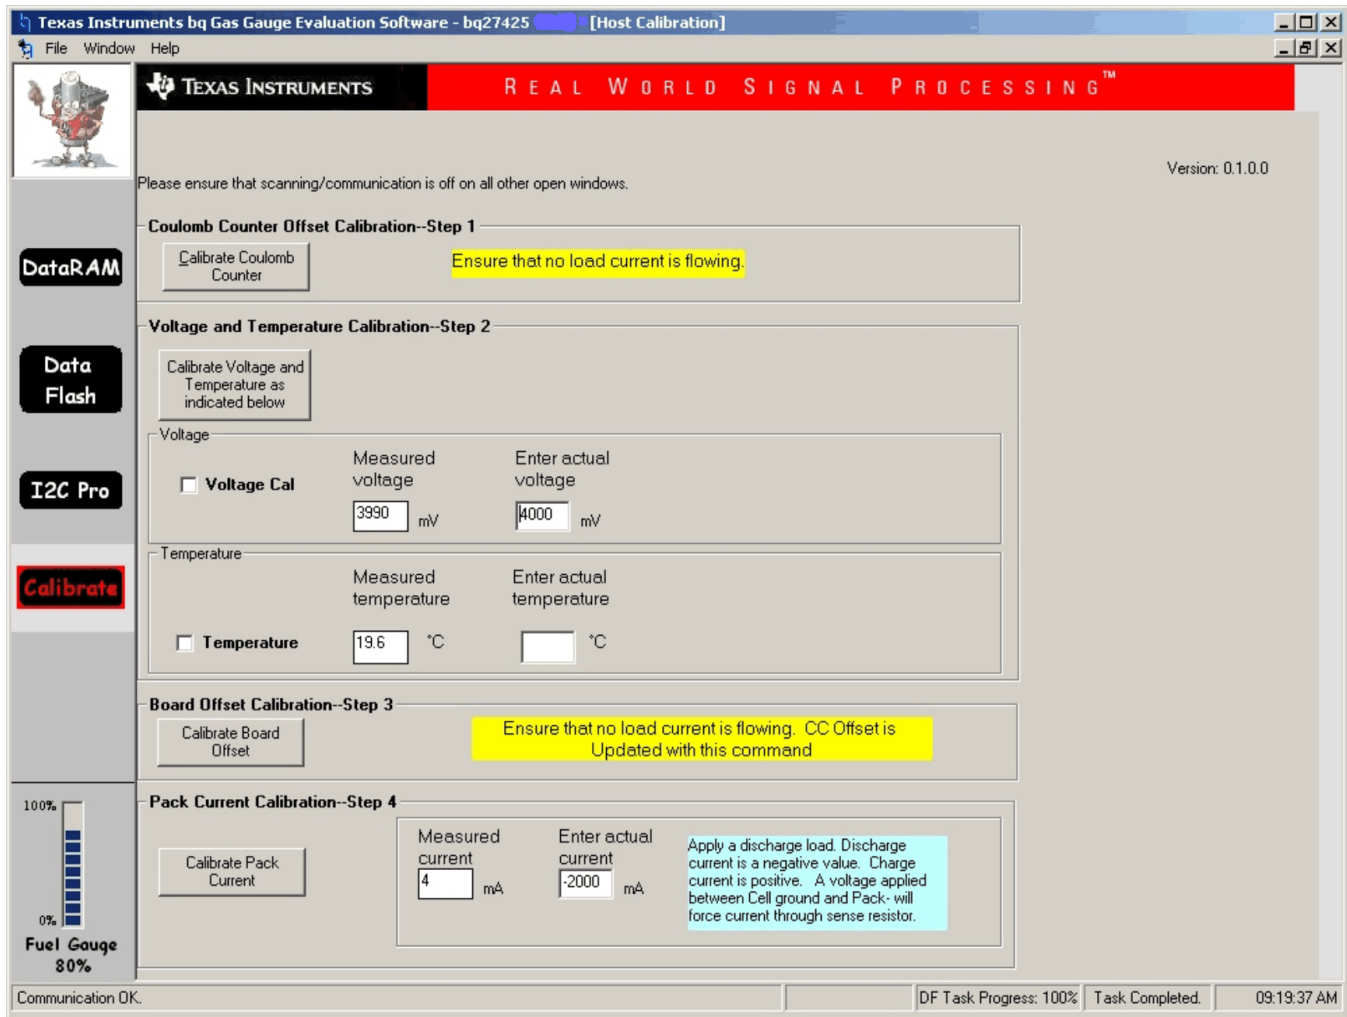 Texas Instruments bq Gas Gauge Evaluation Software - bq27425 [Host Calibration]
File Window Help
TEXAS INSTRUMENTS
REAL WORLD SIGNAL PROCESSING™
Version: 0.1.0.0
Please ensure that scanning/communication is off on all other open windows.
Coulomb Counter Offset Calibration--Step 1
Calibrate Coulomb
Counter
Ensure that no load current is flowing.
DataRAM
Voltage and Temperature Calibration--Step 2
Calibrate Voltage and
Temperature as
indicated below
Data
Flash
Voltage
Voltage Cal
Measured
voltage
3990 mV
Enter actual
voltage
4000 mV
I2C Pro
Temperature
Measured
temperature
Enter actual
temperature
Temperature
19.6 °C
°C
Calibrate
Board Offset Calibration--Step 3
Calibrate Board
Offset
Ensure that no load current is flowing. CC Offset is
Updated with this command
Pack Current Calibration--Step 4
Calibrate Pack
Current
Measured
current
4 mA
Enter actual
current
-2000 mA
Apply a discharge load. Discharge
current is a negative value. Charge
current is positive. A voltage applied
between Cell ground and Pack- will
force current through sense resistor.
100%
0%
Fuel Gauge
80%
Communication OK.
DF Task Progress: 100%
Task Completed.
09:19:37 AM